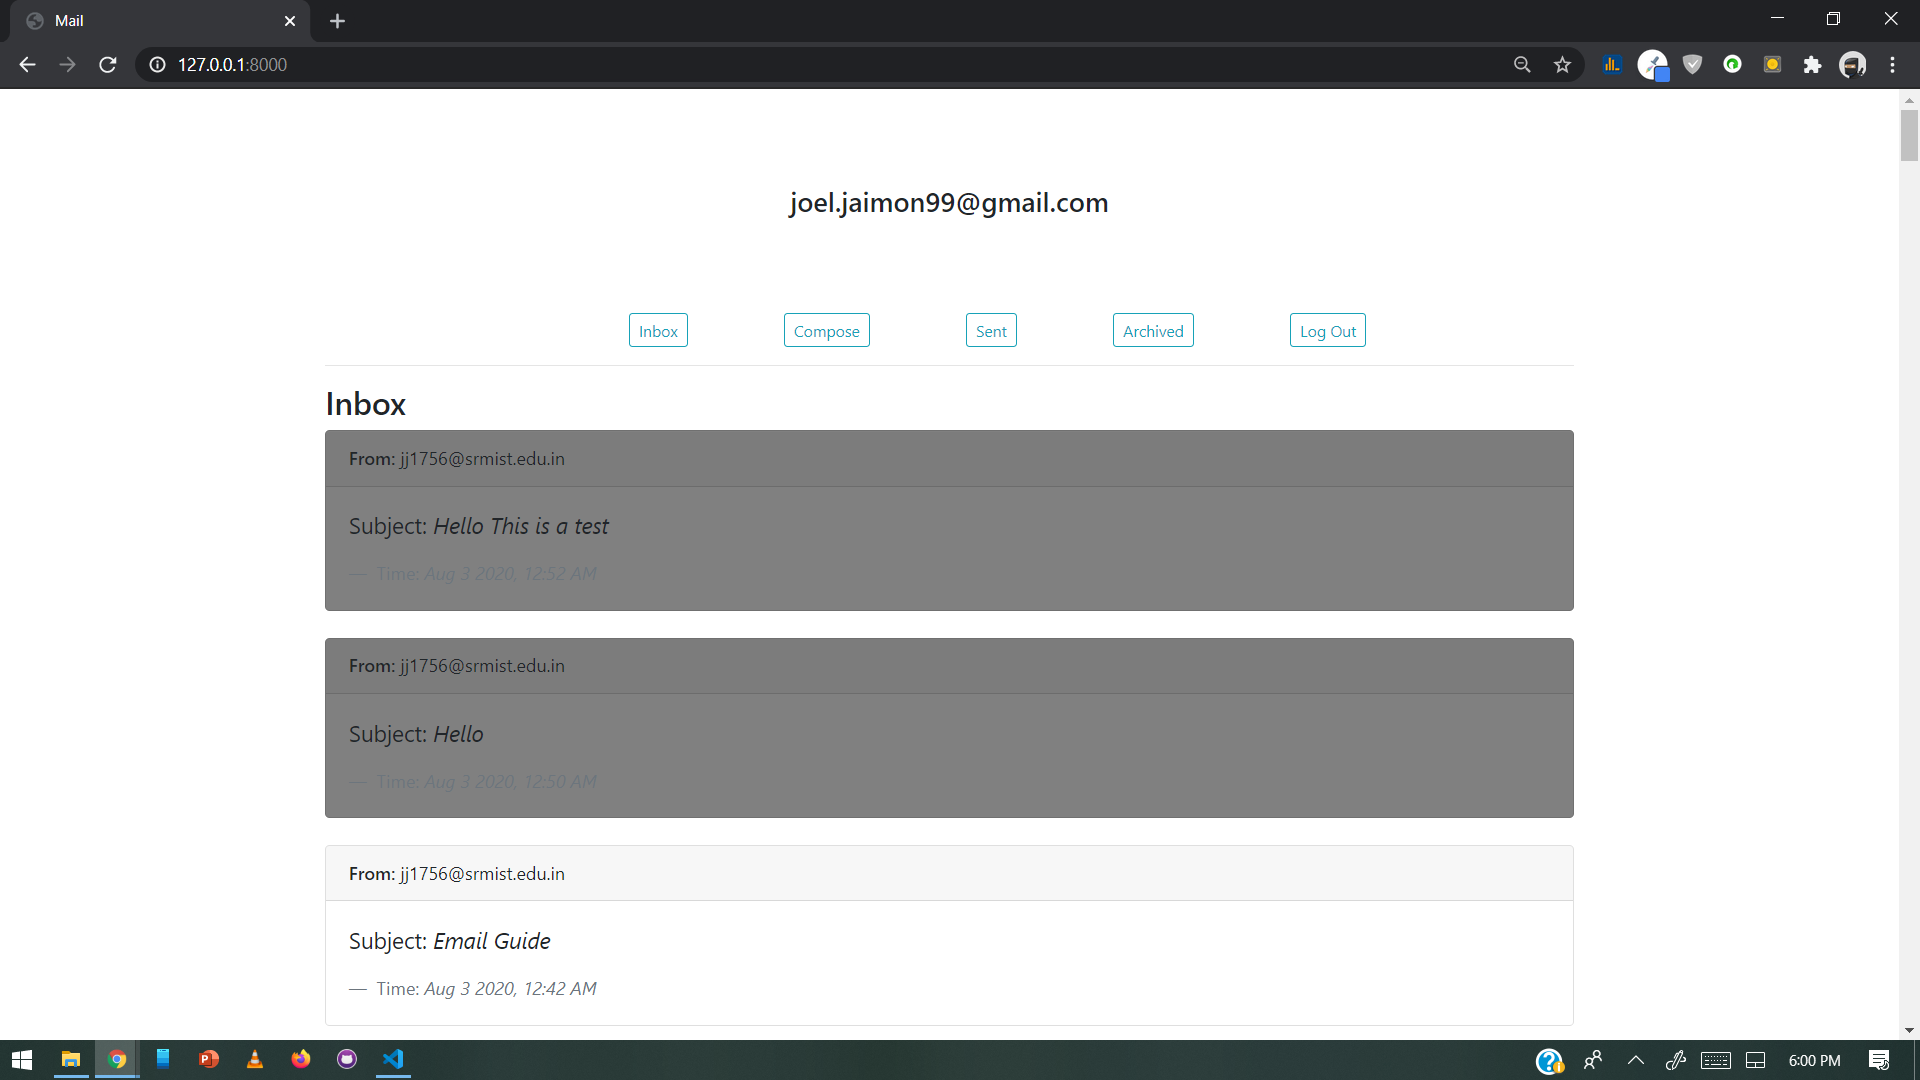 Mail
127.0.0.1:8000
joel.jaimon99@gmail.com
Inbox Compose Sent Archived Log Out
Inbox
From: jj1756@srmist.edu.in
Subject: Hello This is a test
— Time: Aug 3 2020, 12:52 AM
From: jj1756@srmist.edu.in
Subject: Hello
— Time: Aug 3 2020, 12:50 AM
From: jj1756@srmist.edu.in
Subject: Email Guide
— Time: Aug 3 2020, 12:42 AM
6:00 PM